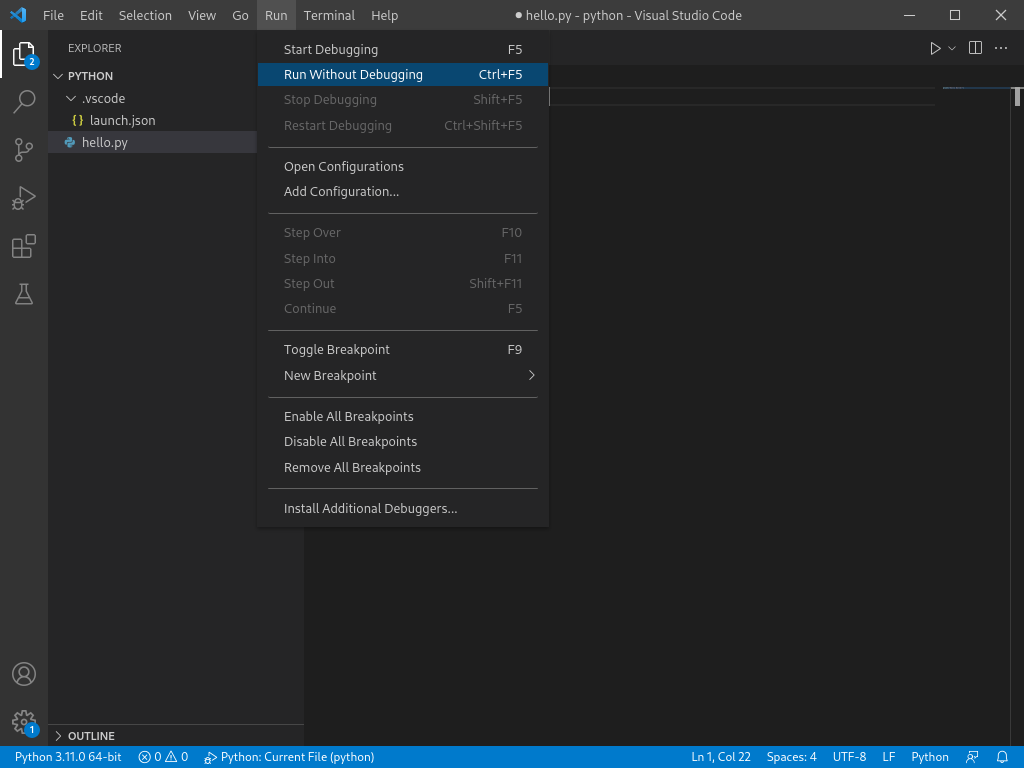 File Edit Selection View Go Run Terminal Help ● hello.py - python - Visual Studio Code
EXPLORER
PYTHON
.vscode
{} launch.json
hello.py
2
Start Debugging F5
Run Without Debugging Ctrl+F5
Stop Debugging Shift+F5
Restart Debugging Ctrl+Shift+F5
Open Configurations
Add Configuration...
Step Over F10
Step Into F11
Step Out Shift+F11
Continue F5
Toggle Breakpoint F9
New Breakpoint
Enable All Breakpoints
Disable All Breakpoints
Remove All Breakpoints
Install Additional Debuggers...
1
OUTLINE
Python 3.11.0 64-bit 0 0 Python: Current File (python) Ln 1, Col 22 Spaces: 4 UTF-8 LF Python